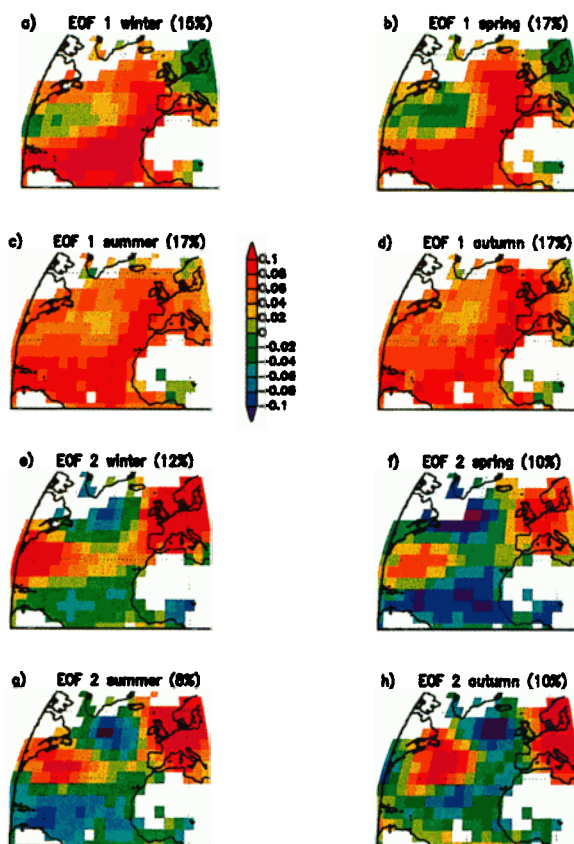 a) EOF 1 winter (15%)
b) EOF 1 spring (17%)
c) EOF 1 summer (17%)
d) EOF 1 autumn (17%)
0.1
0.08
0.06
0.04
0.02
0
-0.02
-0.04
-0.06
-0.08
-0.1
e) EOF 2 winter (12%)
f) EOF 2 spring (10%)
g) EOF 2 summer (8%)
h) EOF 2 autumn (10%)